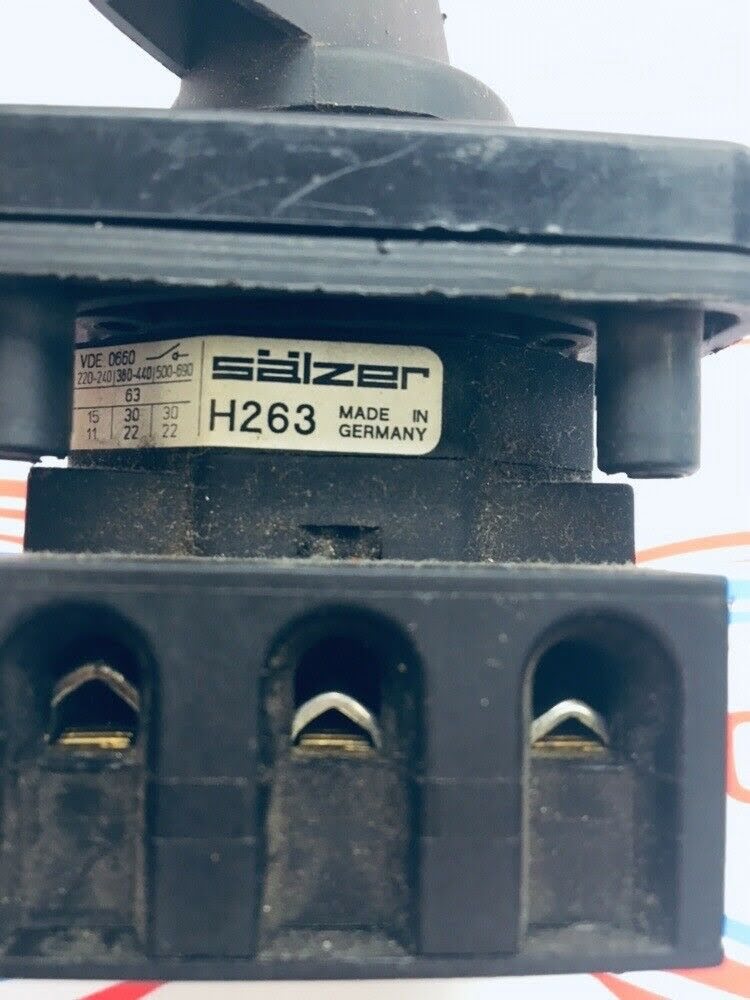 VDE 0660
220-240|380-440|500-690
63
15 30 30
11 22 22
sälzer
H263
MADE IN
GERMANY